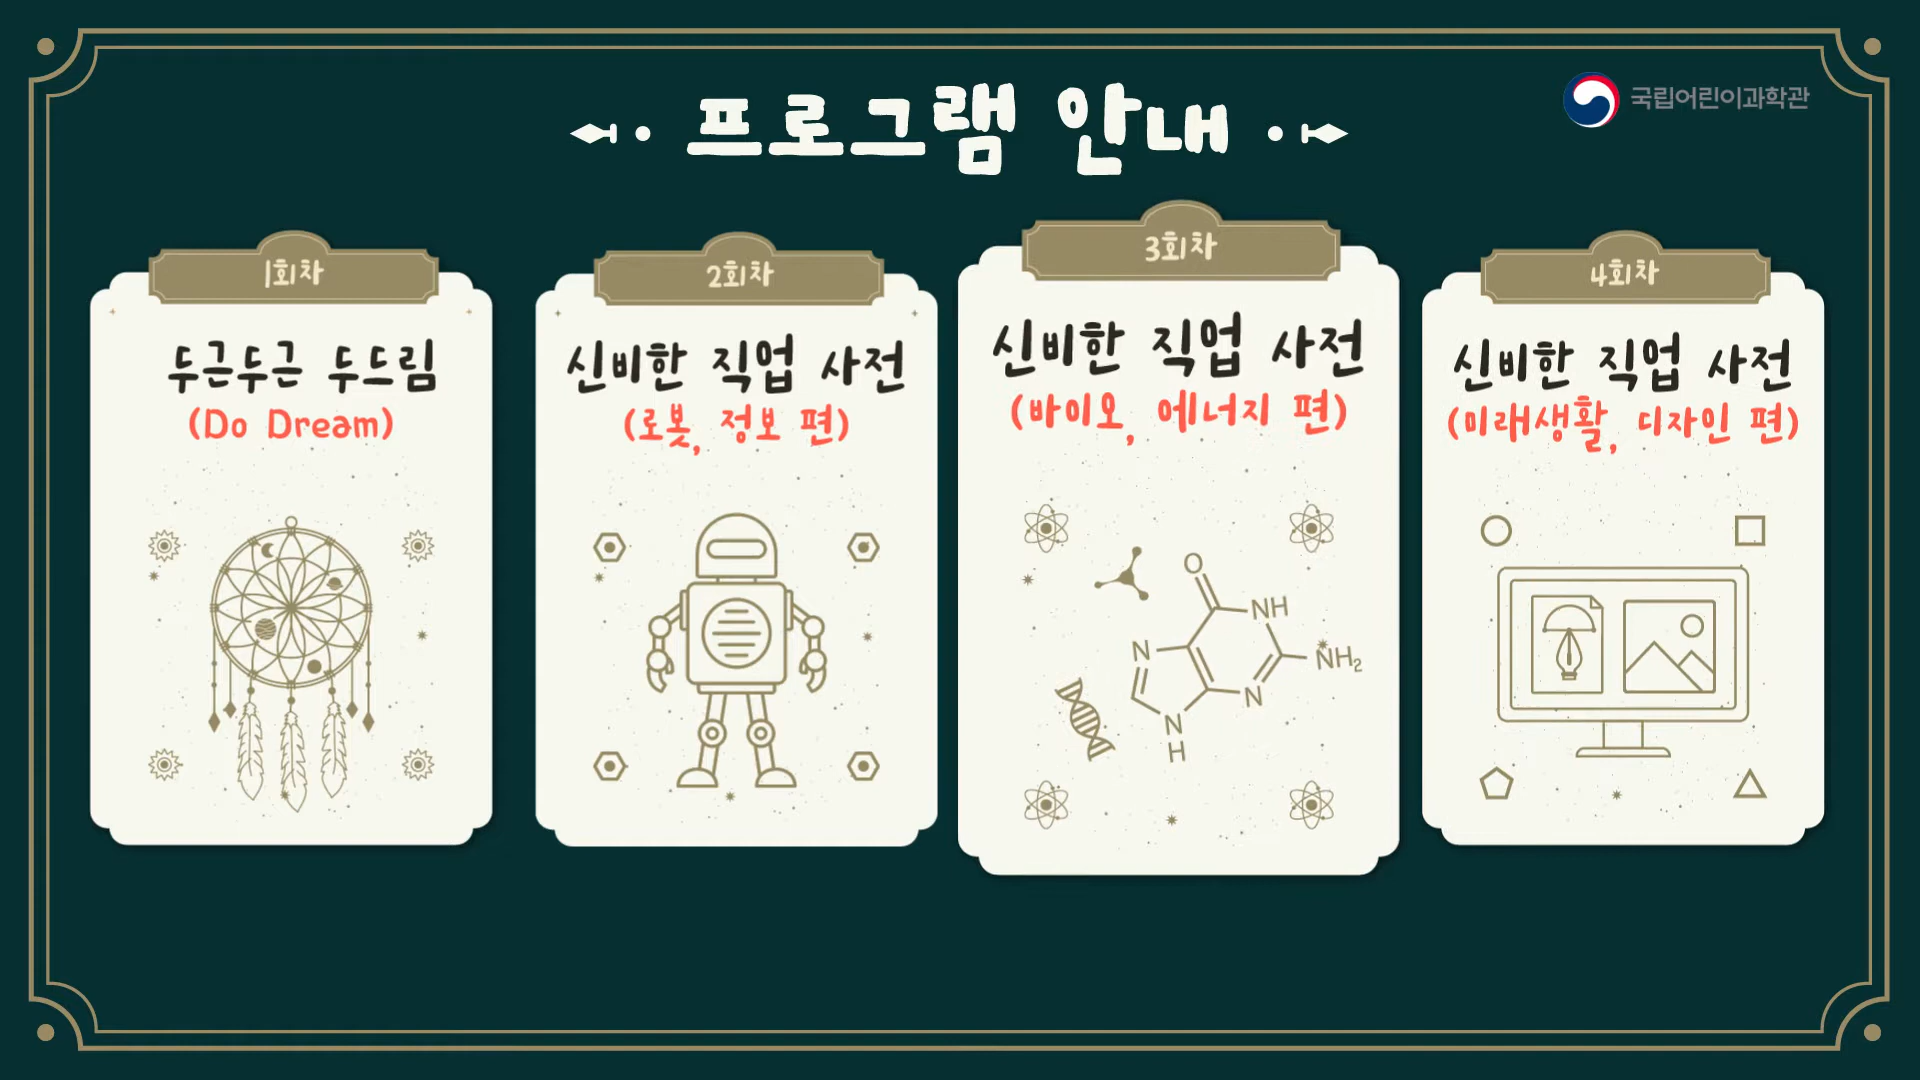 프로그램 안내
국립어린이과학관
1회차
두근두근 두드림
(Do Dream)
2회차
신비한 직업 사전
(로봇, 정보 편)
3회차
신비한 직업 사전
(바이오, 에너지 편)
O
NH
N
NH₂
N
N
H
4회차
신비한 직업 사전
(미래생활, 디자인 편)